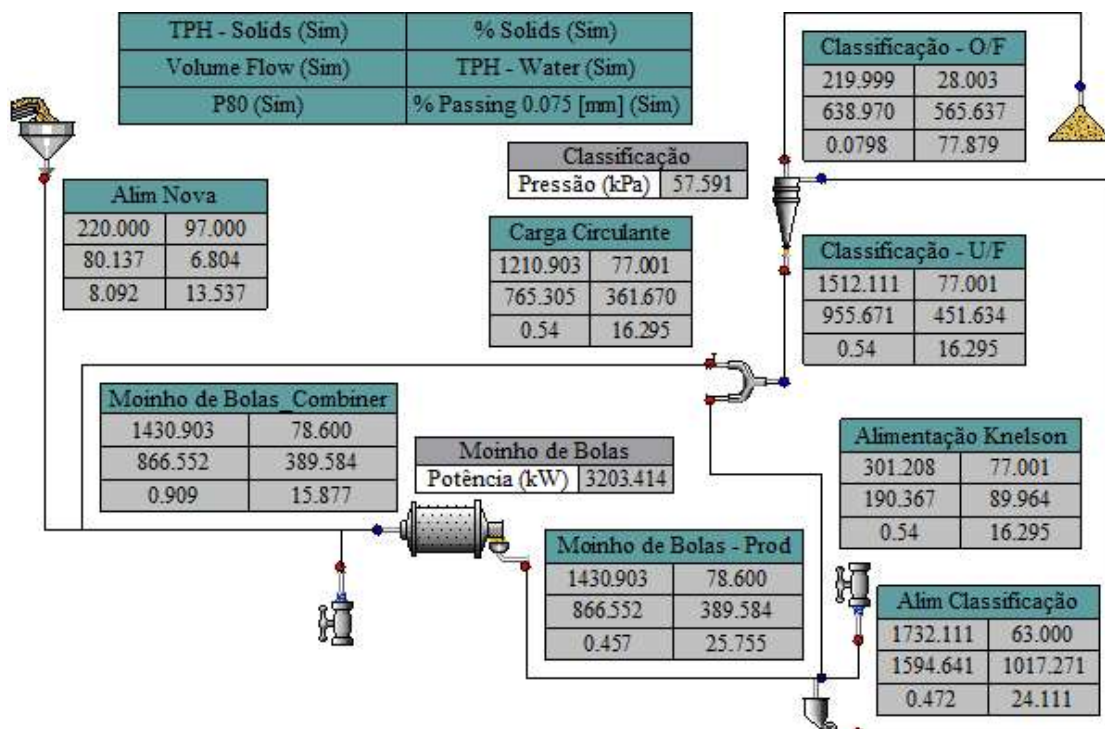 TPH - Solids (Sim) % Solids (Sim)
Volume Flow (Sim) TPH - Water (Sim)
P80 (Sim) % Passing 0.075 [mm] (Sim)
Classificação - O/F
219.999 28.003
638.970 565.637
0.0798 77.879
Classificação
Pressão (kPa) 57.591
Alim Nova
220.000 97.000
80.137 6.804
8.092 13.537
Carga Circulante
1210.903 77.001
765.305 361.670
0.54 16.295
Classificação - U/F
1512.111 77.001
955.671 451.634
0.54 16.295
Moinho de Bolas_Combiner
1430.903 78.600
866.552 389.584
0.909 15.877
Moinho de Bolas
Potência (kW) 3203.414
Alimentação Knelson
301.208 77.001
190.367 89.964
0.54 16.295
Moinho de Bolas - Prod
1430.903 78.600
866.552 389.584
0.457 25.755
Alim Classificação
1732.111 63.000
1594.641 1017.271
0.472 24.111